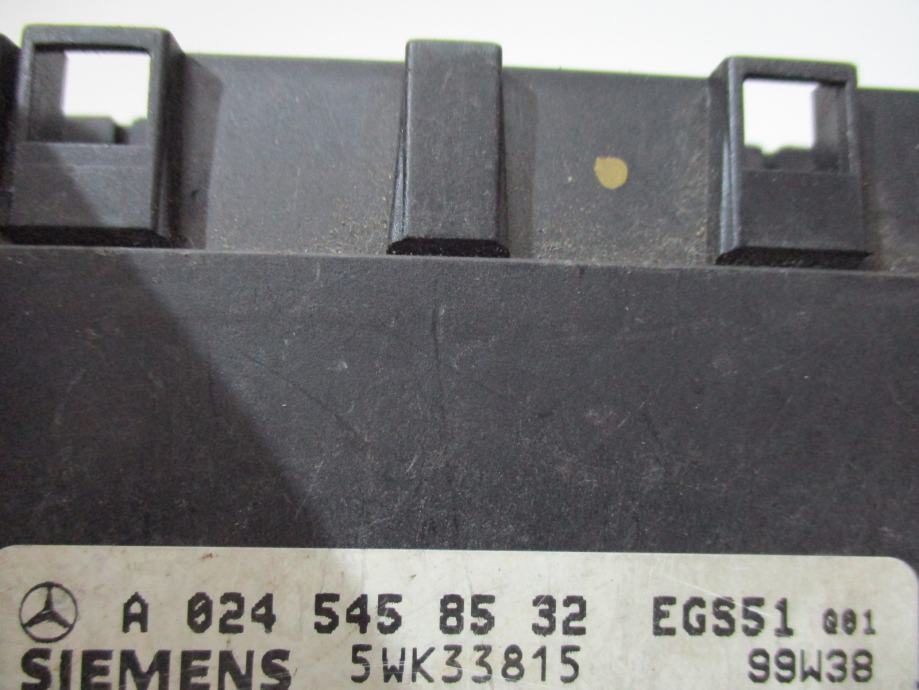 A 024 545 85 32 EGS51 Q01
SIEMENS 5WK33815 99W38